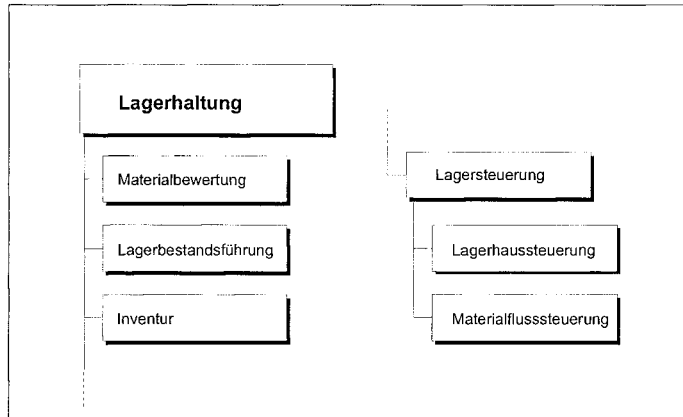 Lagerhaltung
Materialbewertung
Lagerbestandsführung
Inventur
Lagersteuerung
Lagerhaussteuerung
Materialflusssteuerung